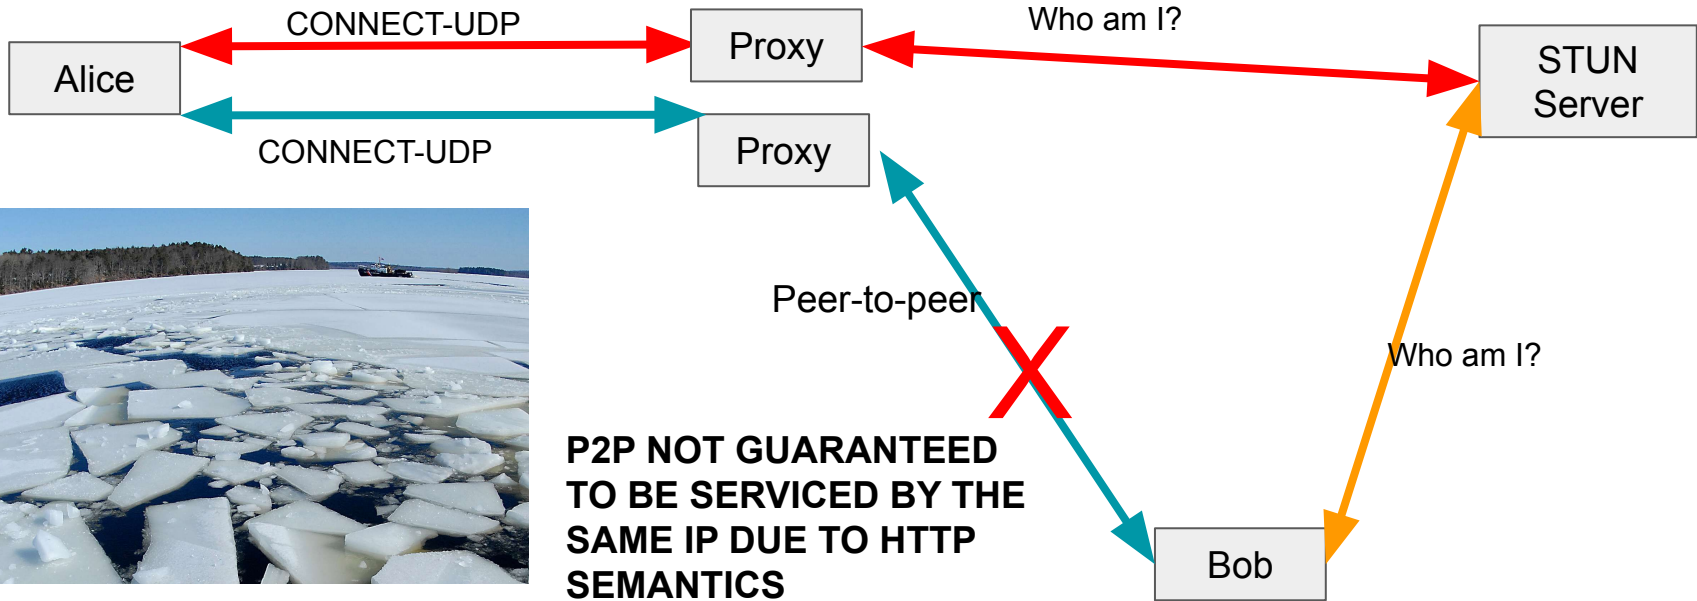 CONNECT-UDP
Who am I?
Alice
Proxy
STUN
Server
CONNECT-UDP
Proxy
Peer-to-peer
Who am I?
P2P NOT GUARANTEED
TO BE SERVICED BY THE
SAME IP DUE TO HTTP
SEMANTICS
X
Bob